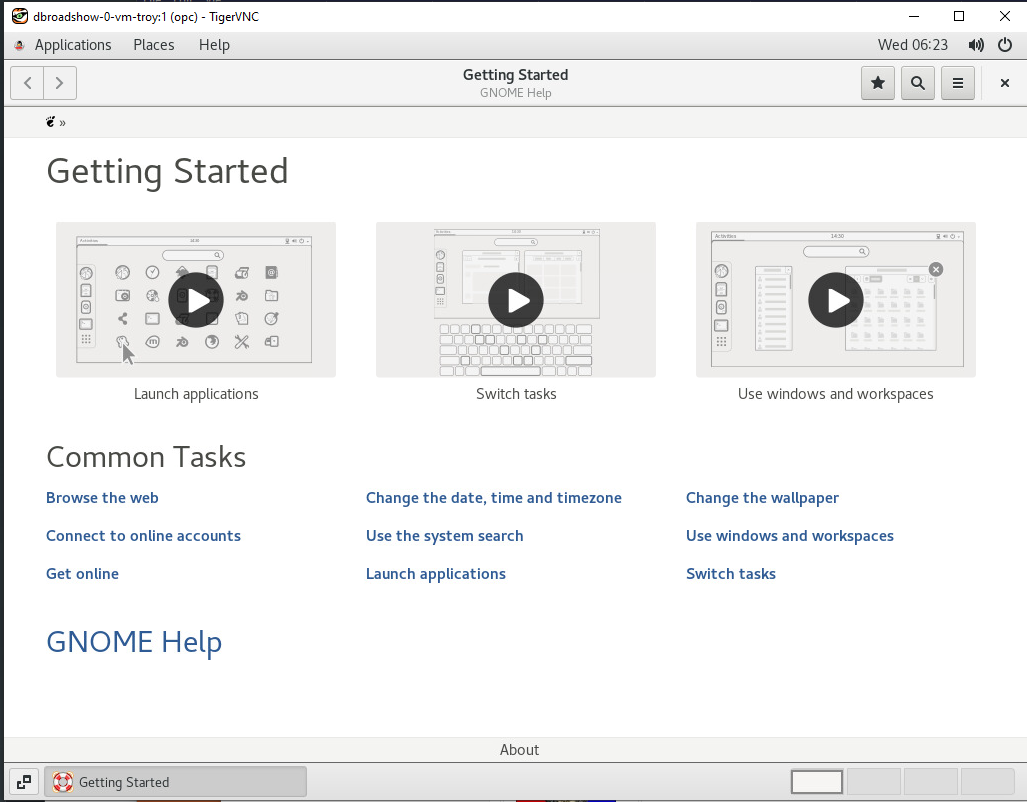 dbroadshow-0-vm-troy:1 (opc) - TigerVNC
Applications Places Help Wed 06:23
Getting Started
GNOME Help
»
Getting Started
Activities 14:30
Activities 14:30
Launch applications Switch tasks Use windows and workspaces
Common Tasks
Browse the web Change the date, time and timezone Change the wallpaper
Connect to online accounts Use the system search Use windows and workspaces
Get online Launch applications Switch tasks
GNOME Help
About
Getting Started